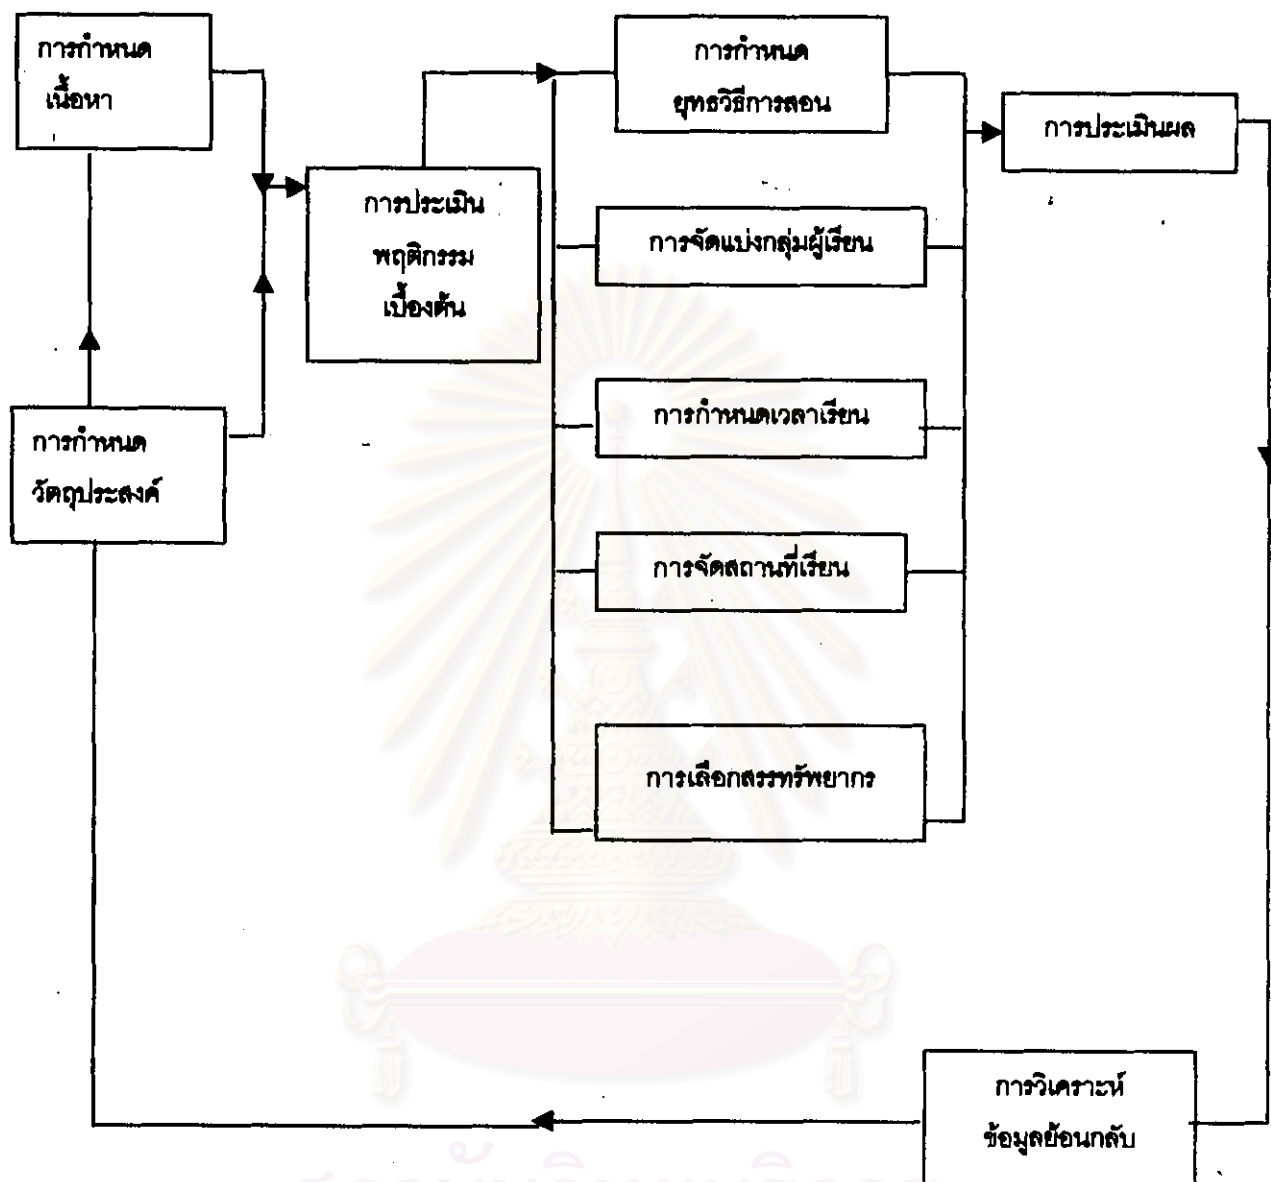 การกำหนด
เนื้อหา
การกำหนด
วัตถุประสงค์
การประเมิน
พฤติกรรม
เบื้องต้น
การกำหนด
ยุทธวิธีการสอน
การจัดแบ่งกลุ่มผู้เรียน
การกำหนดเวลาเรียน
การจัดสถานที่เรียน
การเลือกสรรทรัพยากร
การประเมินผล
การวิเคราะห์
ข้อมูลย้อนกลับ